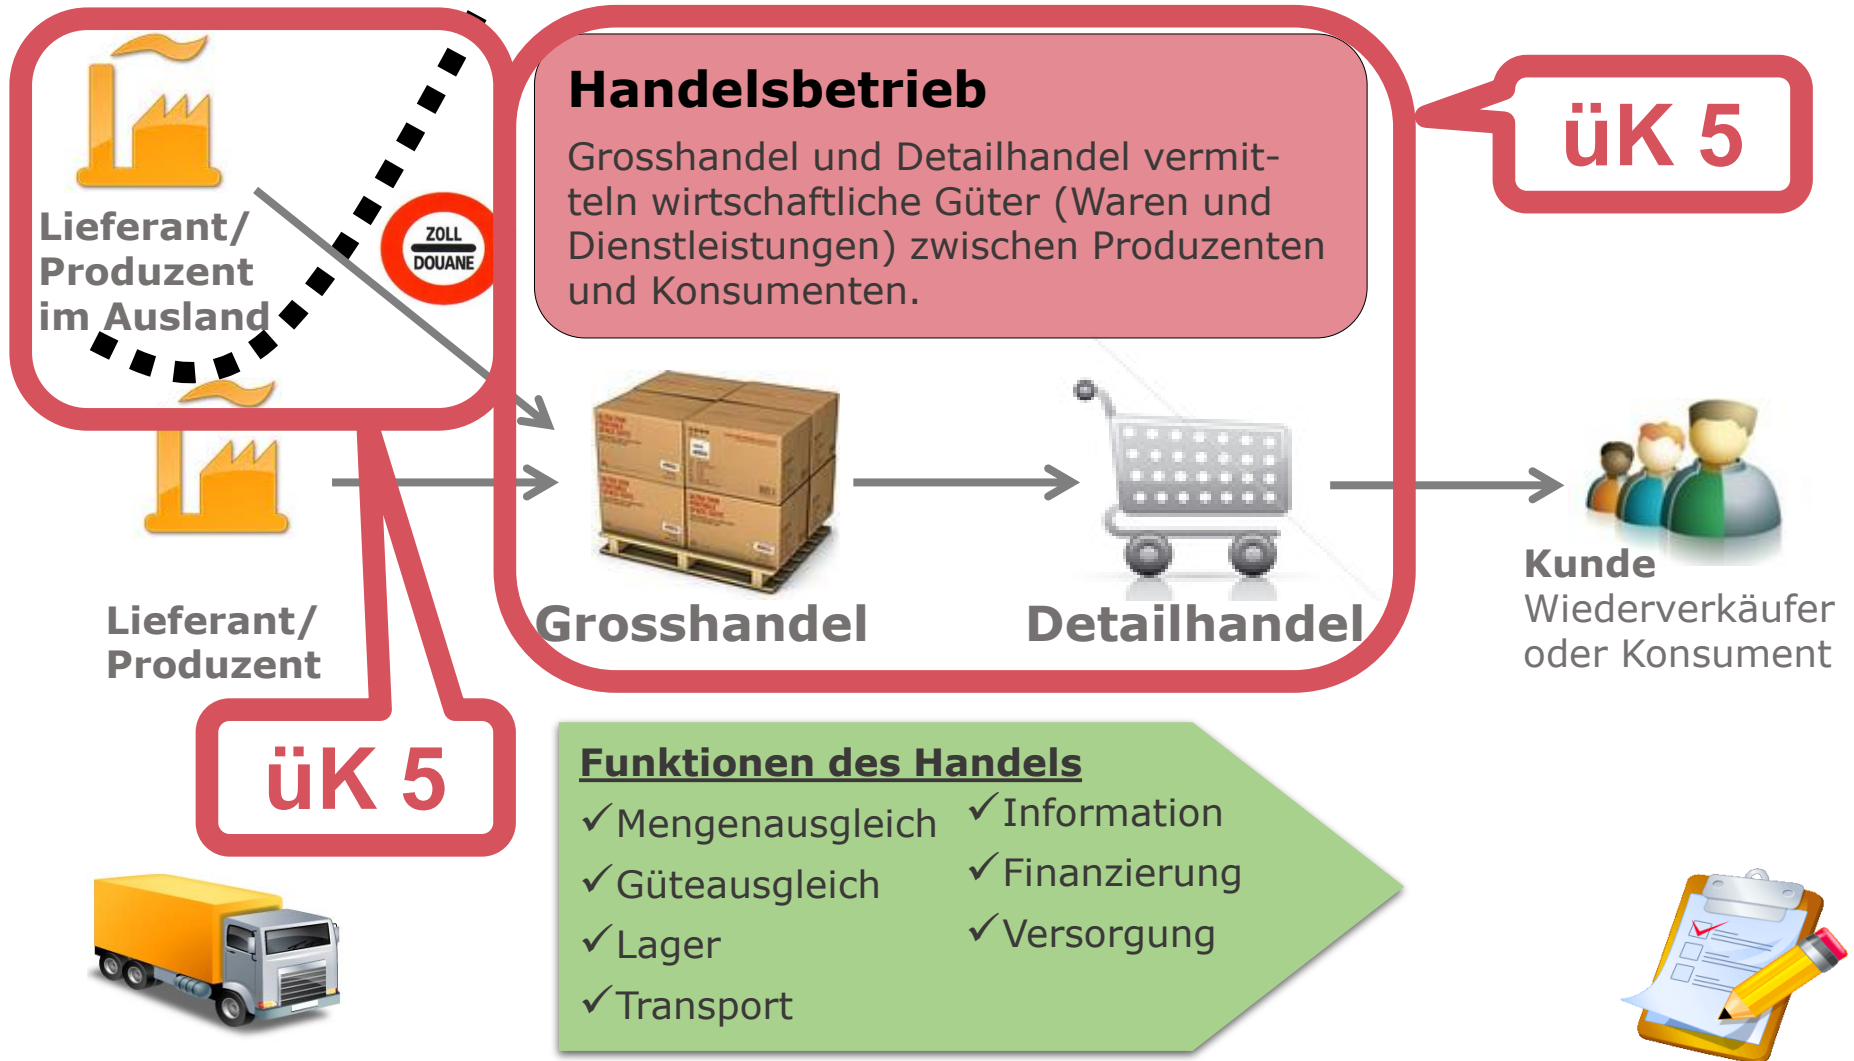 Handelsbetrieb
Grosshandel und Detailhandel vermit-
teln wirtschaftliche Güter (Waren und
Dienstleistungen) zwischen Produzenten
und Konsumenten.
üK 5
Lieferant/
Produzent
im Ausland
ZOLL
DOUANE
Lieferant/
Produzent
Grosshandel
Detailhandel
Kunde
Wiederverkäufer
oder Konsument
üK 5
Funktionen des Handels
✓Mengenausgleich
✓Güteausgleich
✓Lager
✓Transport
✓Information
✓Finanzierung
✓Versorgung